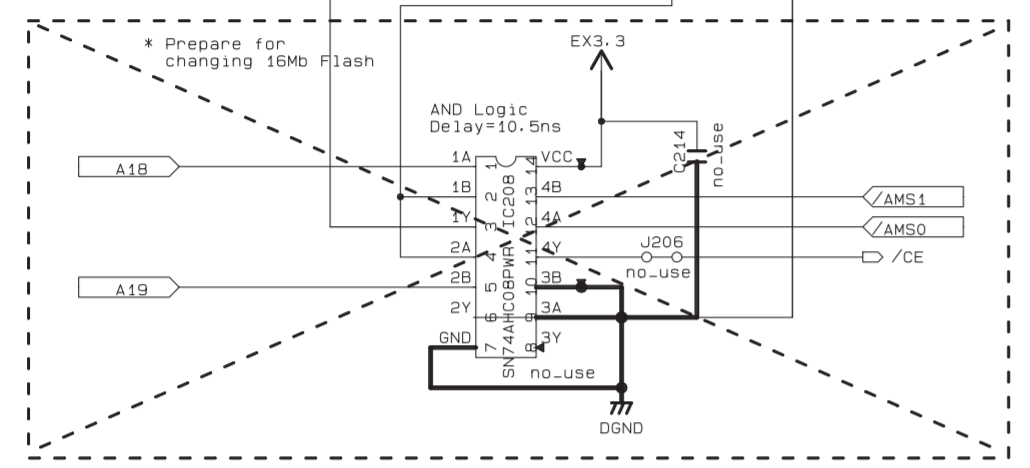 * Prepare for
changing 16Mb Flash
EX3.3
AND Logic
Delay=10.5ns
C214
no_use
A18
1A
1
14
VCC
1B
2
13
4B
/AMS1
1Y
3
12
4A
/AMS0
2A
4
11
4Y
J206
no_use
/CE
A19
2B
5
10
3B
2Y
6
9
3A
GND
7
8
3Y
IC208
SN74AHC08PWR
no_use
DGND